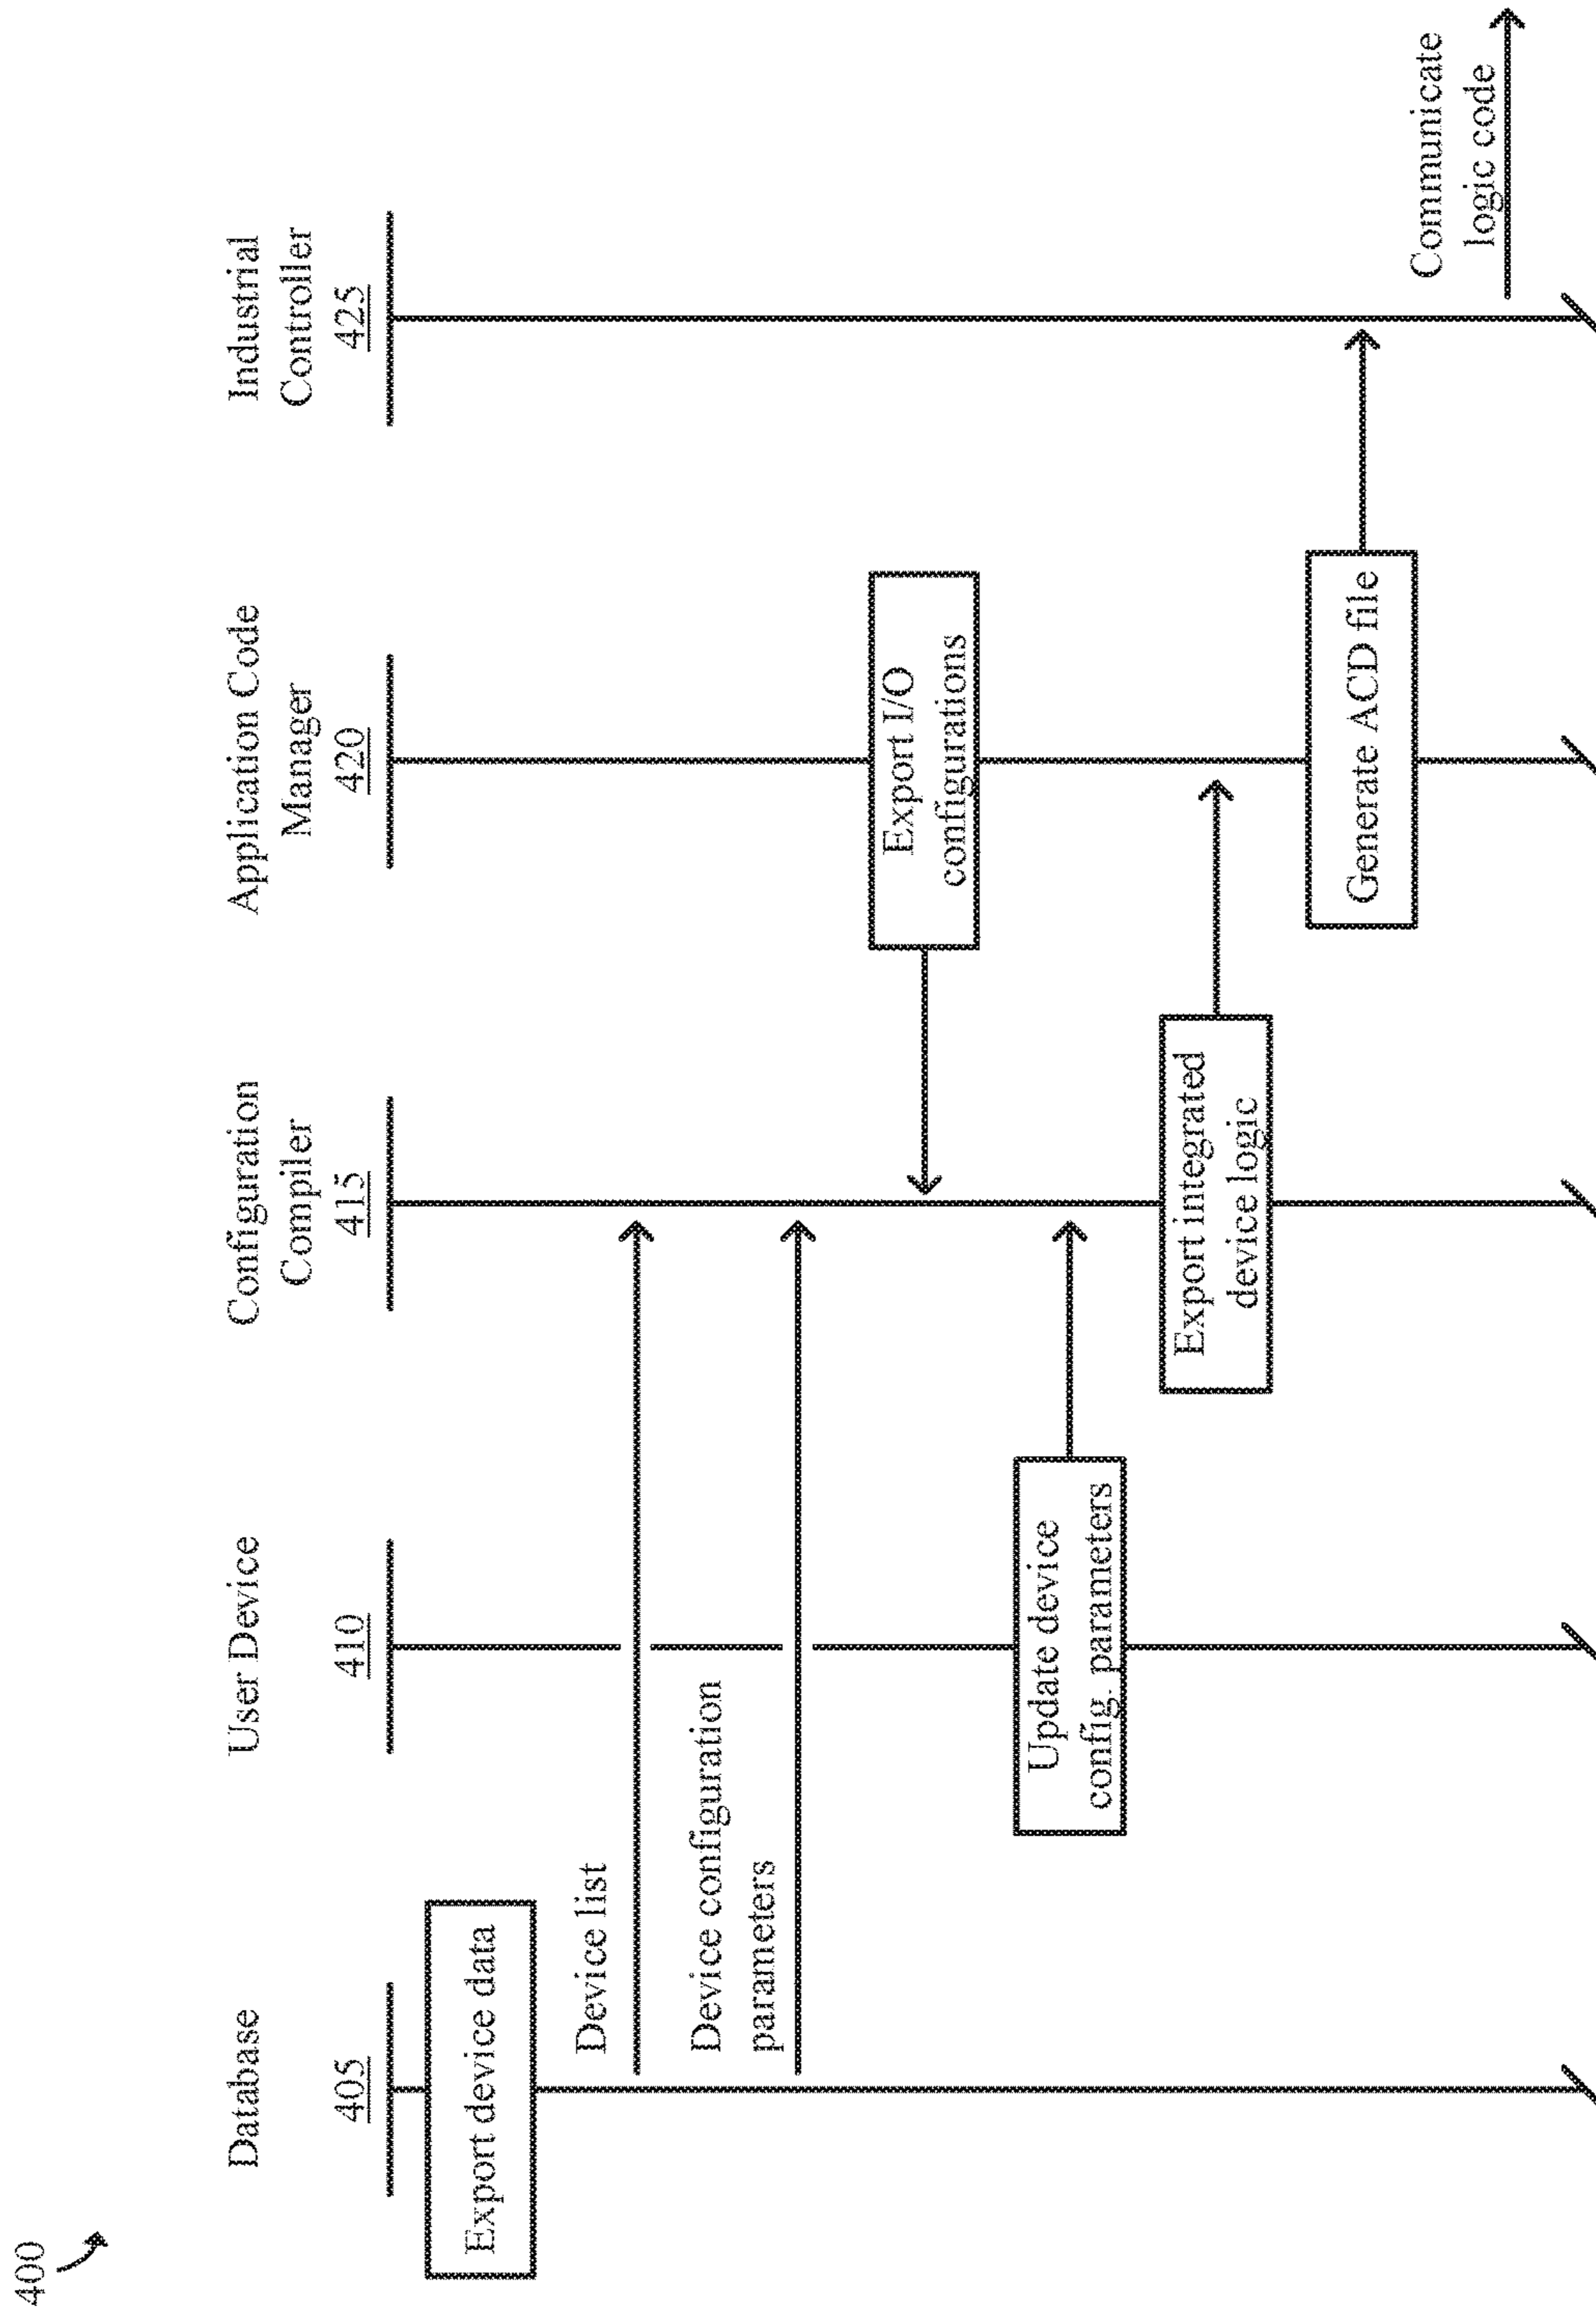 400
Database
405
User Device
410
Configuration
Compiler
415
Application Code
Manager
420
Industrial
Controller
425
Export device data
Device list
Device configuration
parameters
Export I/O
configurations
Update device
config. parameters
Export integrated
device logic
Generate ACD file
Communicate
logic code